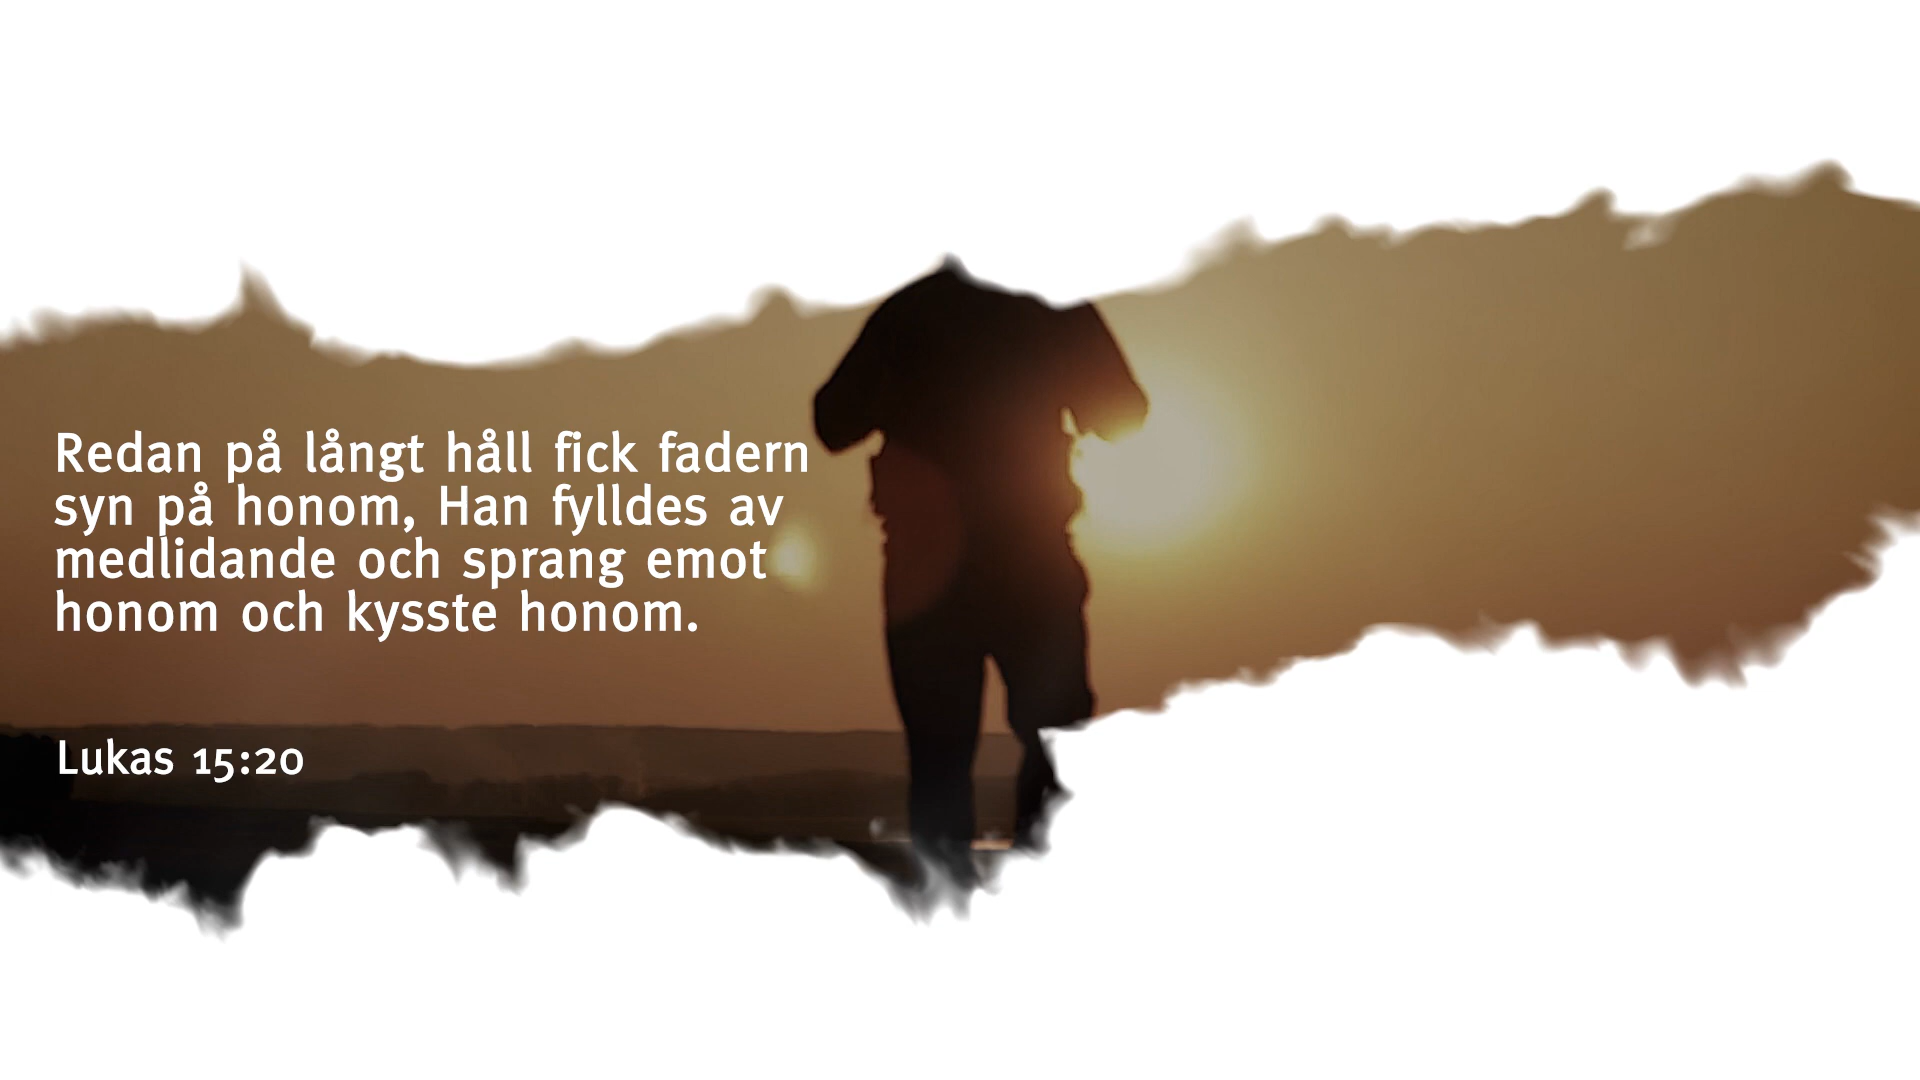 Redan på långt håll fick fadern
syn på honom, Han fylldes av
medlidande och sprang emot
honom och kysste honom.
Lukas 15:20